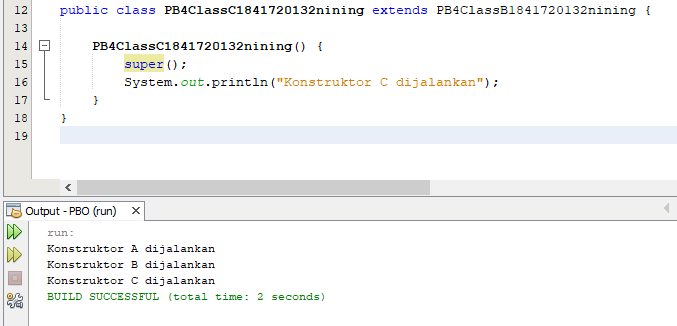 12 public class PB4ClassC1841720132nining extends PB4ClassB1841720132nining {
13
14 PB4ClassC1841720132nining() {
15 super();
16 System.out.println("Konstruktor C dijalankan");
17 }
18 }
19
Output - PBO (run)
run:
Konstruktor A dijalankan
Konstruktor B dijalankan
Konstruktor C dijalankan
BUILD SUCCESSFUL (total time: 2 seconds)